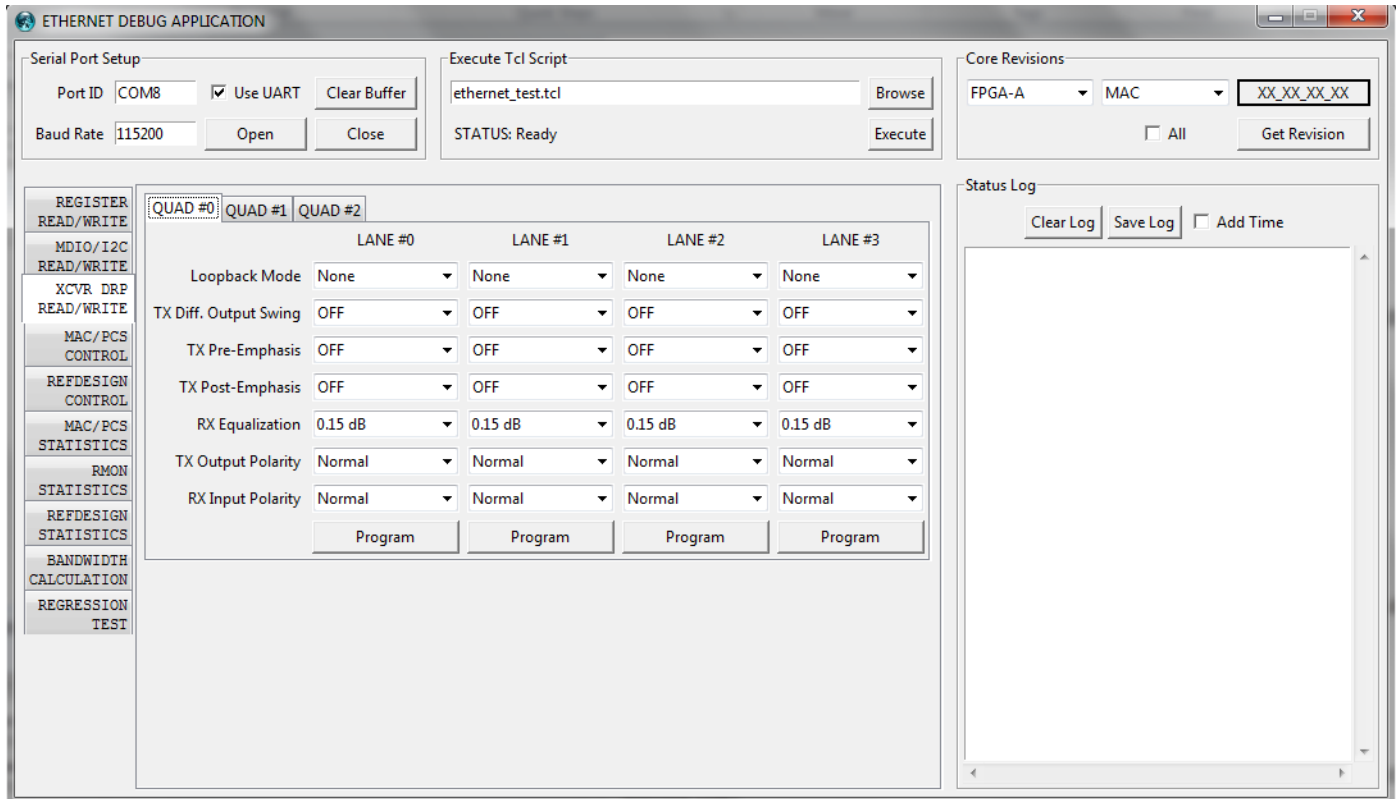 ETHERNET DEBUG APPLICATION
Serial Port Setup
Port ID COM8 Use UART Clear Buffer
Baud Rate 115200 Open Close
Execute Tcl Script
ethernet_test.tcl Browse
STATUS: Ready Execute
Core Revisions
FPGA-A MAC XX_XX_XX_XX
All Get Revision
REGISTER
READ/WRITE
MDIO/I2C
READ/WRITE
XCVR DRP
READ/WRITE
MAC/PCS
CONTROL
REFDESIGN
CONTROL
MAC/PCS
STATISTICS
RMON
STATISTICS
REFDESIGN
STATISTICS
BANDWIDTH
CALCULATION
REGRESSION
TEST
QUAD #0 QUAD #1 QUAD #2
LANE #0 LANE #1 LANE #2 LANE #3
Loopback Mode None None None None
TX Diff. Output Swing OFF OFF OFF OFF
TX Pre-Emphasis OFF OFF OFF OFF
TX Post-Emphasis OFF OFF OFF OFF
RX Equalization 0.15 dB 0.15 dB 0.15 dB 0.15 dB
TX Output Polarity Normal Normal Normal Normal
RX Input Polarity Normal Normal Normal Normal
Program Program Program Program
Status Log
Clear Log Save Log Add Time